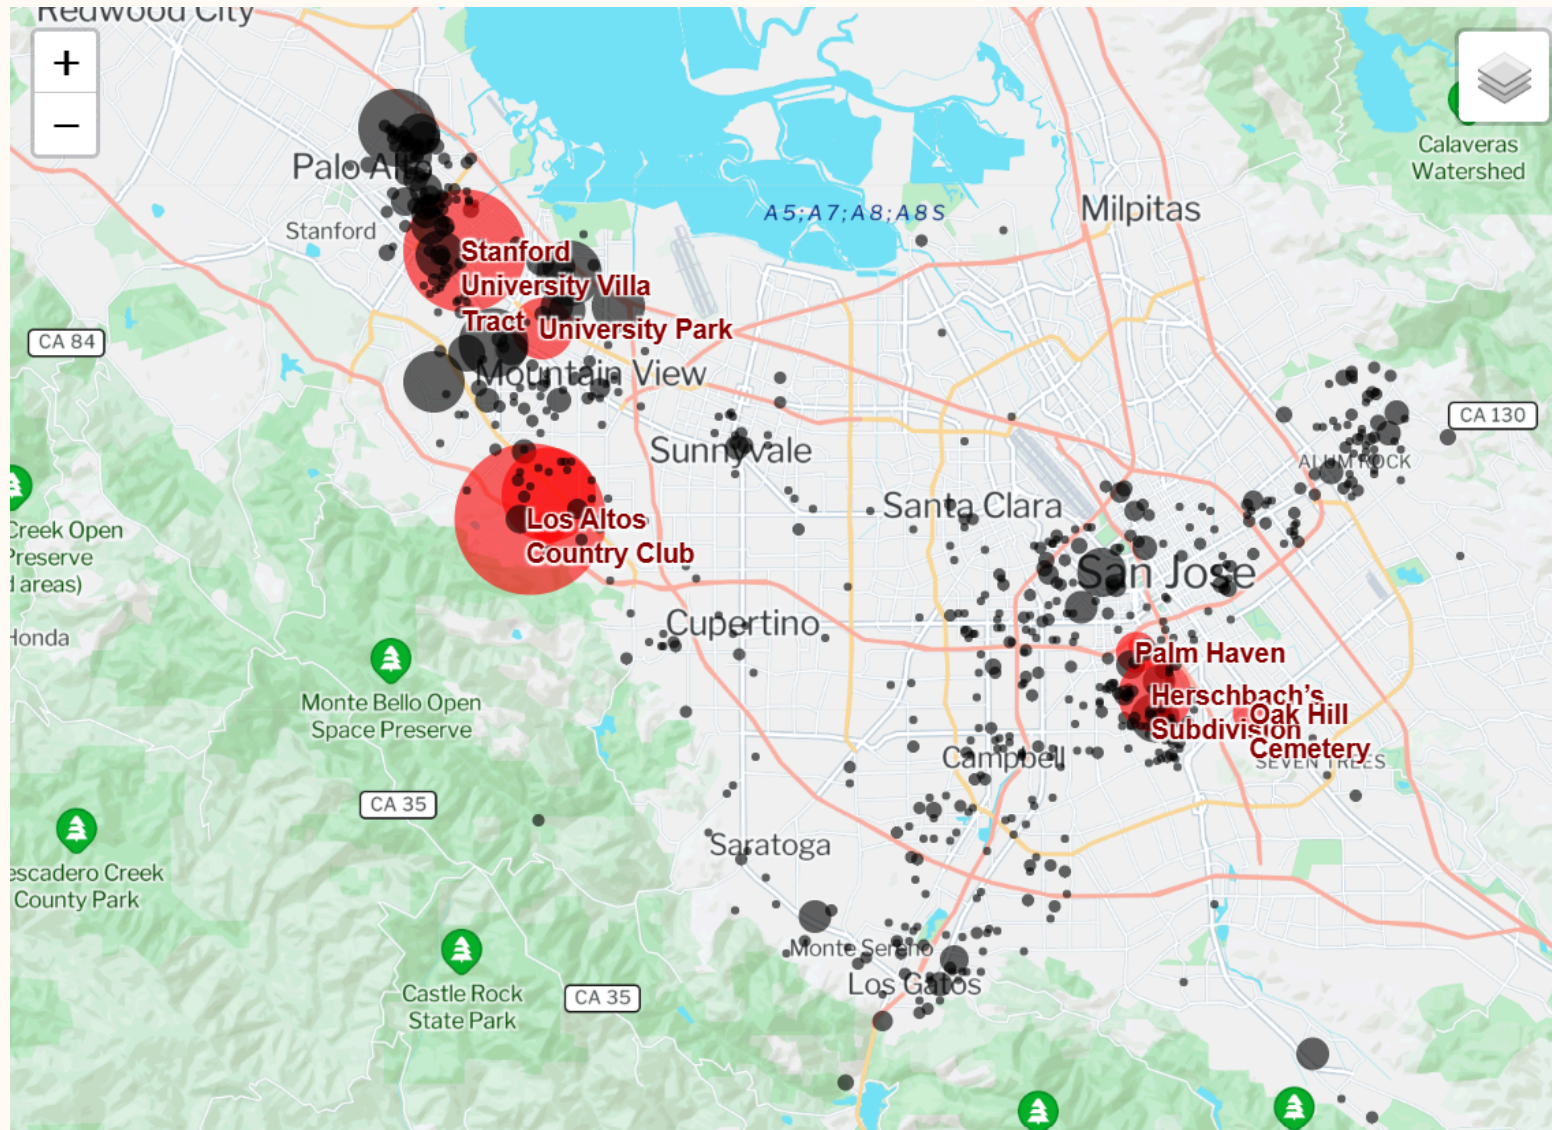 Redwood City
+
−
Palo Alto
Stanford
A5;A7;A8;A8S
Milpitas
Calaveras
Watershed
Stanford
University Villa
Tract
University Park
CA 84
Mountain View
CA 130
Sunnyvale
ALUM ROCK
Santa Clara
Creek Open
Preserve
d areas)
Los Altos
Country Club
San Jose
Honda
Cupertino
Palm Haven
Monte Bello Open
Space Preserve
Herschbach’s
Subdivision
Oak Hill
Cemetery
SEVEN TREES
Campbell
CA 35
Saratoga
escadero Creek
County Park
Monte Sereno
Los Gatos
Castle Rock
State Park
CA 35